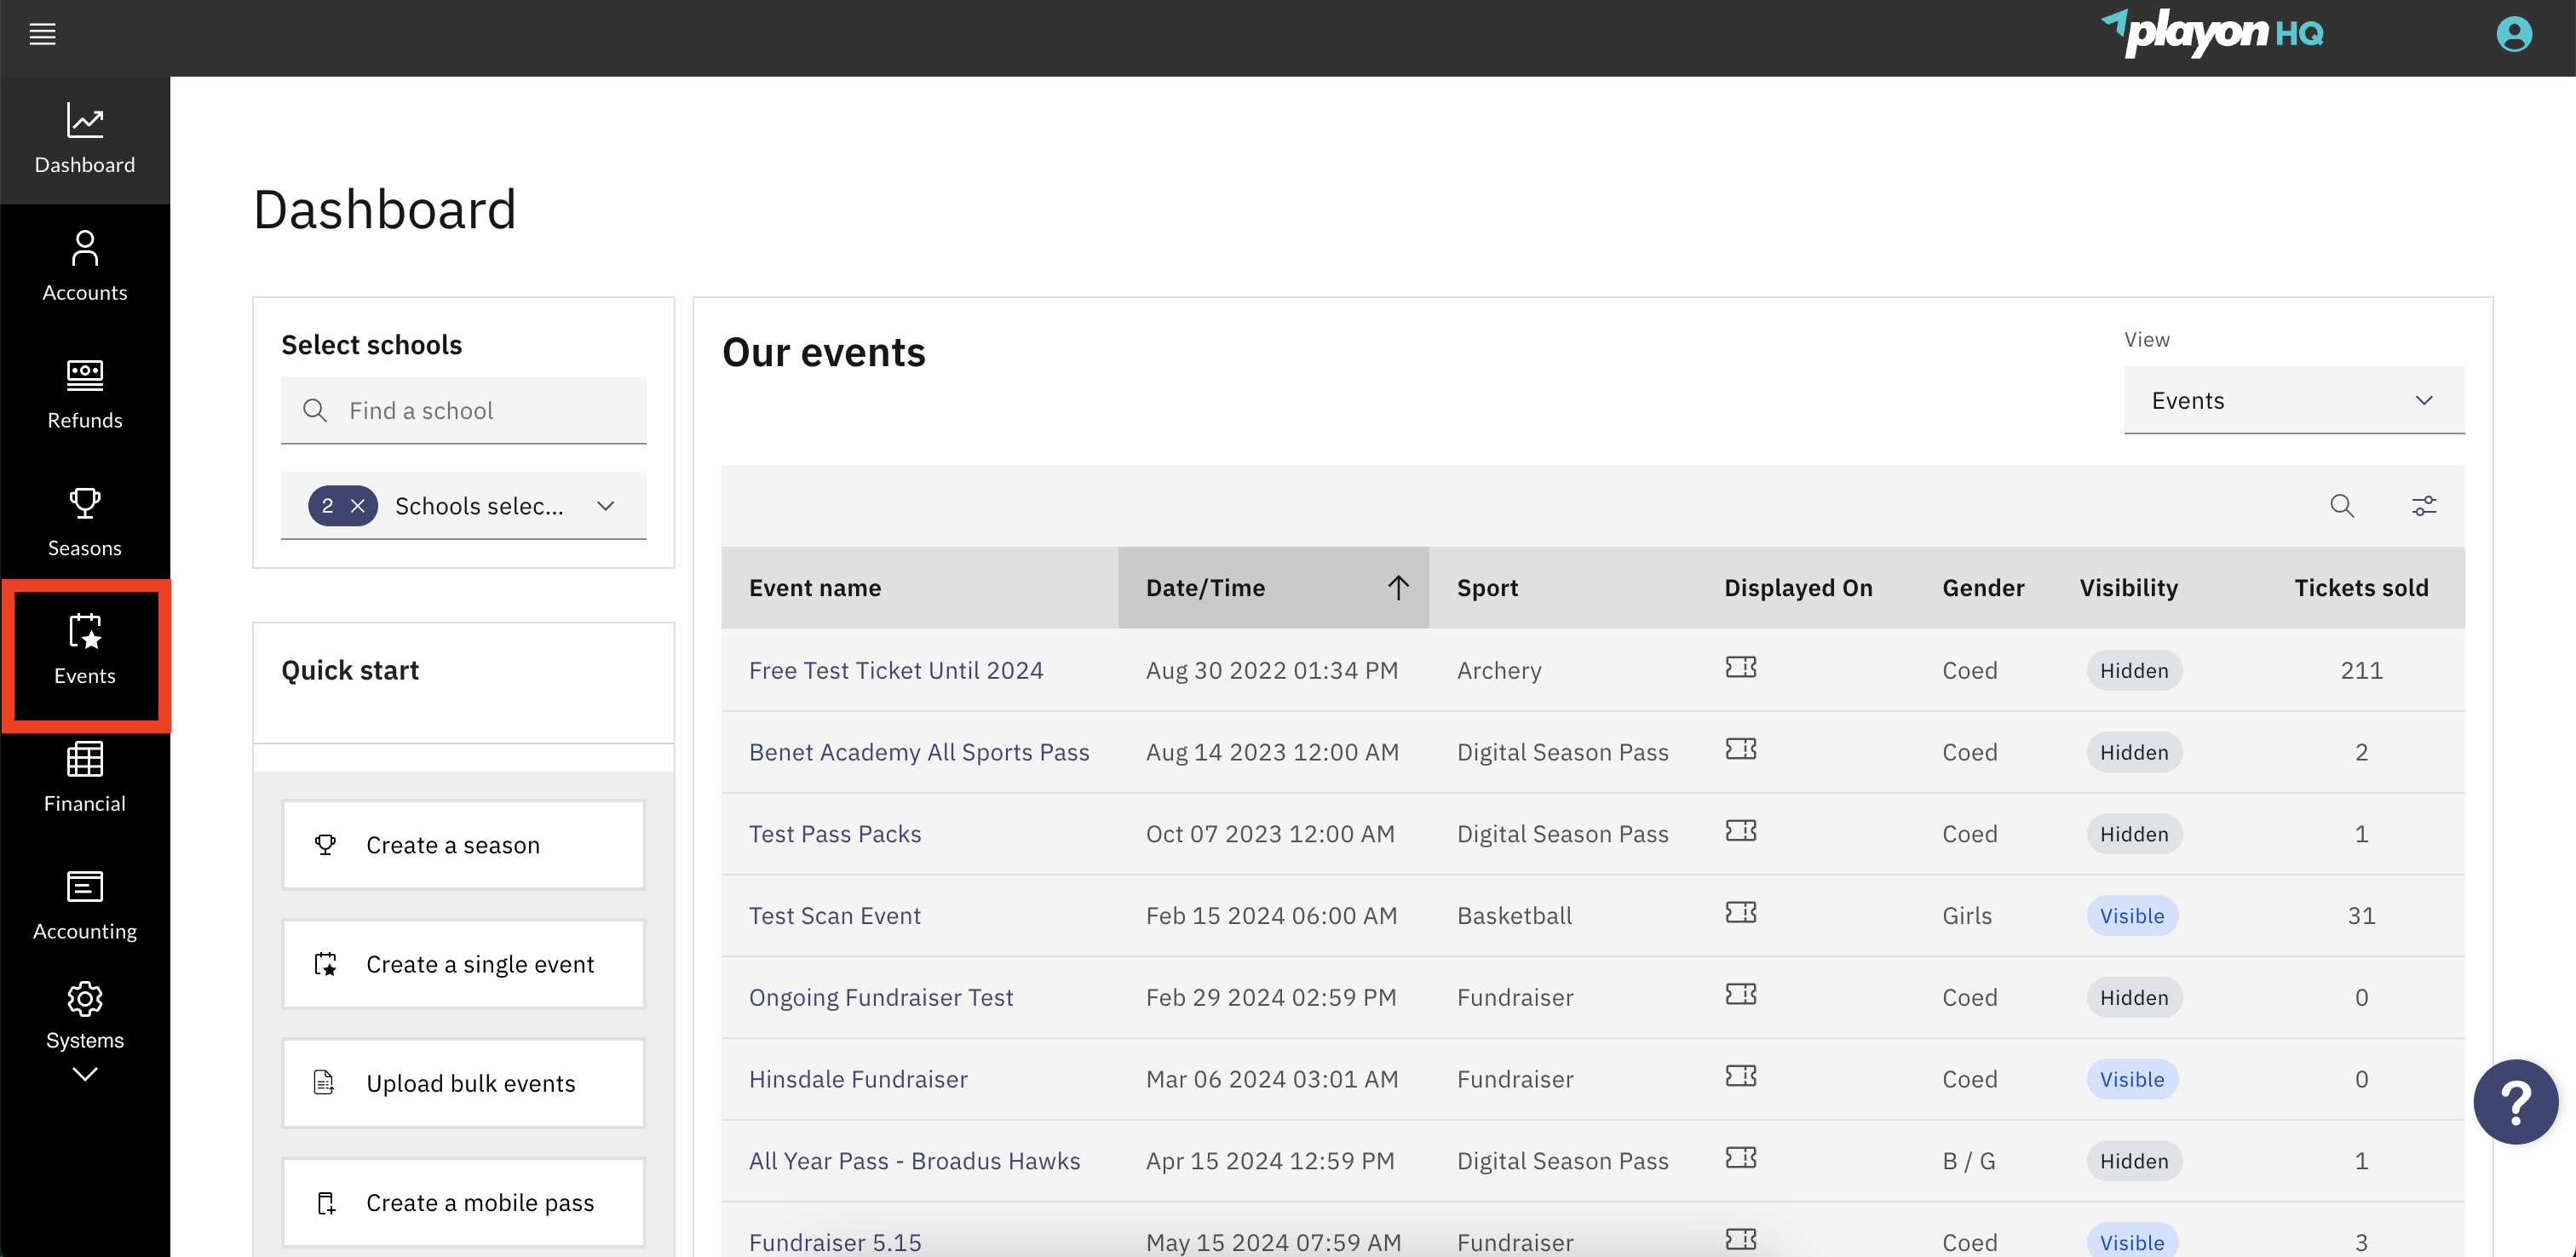 playon HQ
Dashboard
Accounts
Refunds
Seasons
Events
Financial
Accounting
Systems
Dashboard
Select schools
Find a school
2 Schools selec...
Quick start
Create a season
Create a single event
Upload bulk events
Create a mobile pass
Our events
View
Events
Event name Date/Time Sport Displayed On Gender Visibility Tickets sold
Free Test Ticket Until 2024 Aug 30 2022 01:34 PM Archery Coed Hidden 211
Benet Academy All Sports Pass Aug 14 2023 12:00 AM Digital Season Pass Coed Hidden 2
Test Pass Packs Oct 07 2023 12:00 AM Digital Season Pass Coed Hidden 1
Test Scan Event Feb 15 2024 06:00 AM Basketball Girls Visible 31
Ongoing Fundraiser Test Feb 29 2024 02:59 PM Fundraiser Coed Hidden 0
Hinsdale Fundraiser Mar 06 2024 03:01 AM Fundraiser Coed Visible 0
All Year Pass - Broadus Hawks Apr 15 2024 12:59 PM Digital Season Pass B / G Hidden 1
Fundraiser 5.15 May 15 2024 07:59 AM Fundraiser Coed Visible 3
?